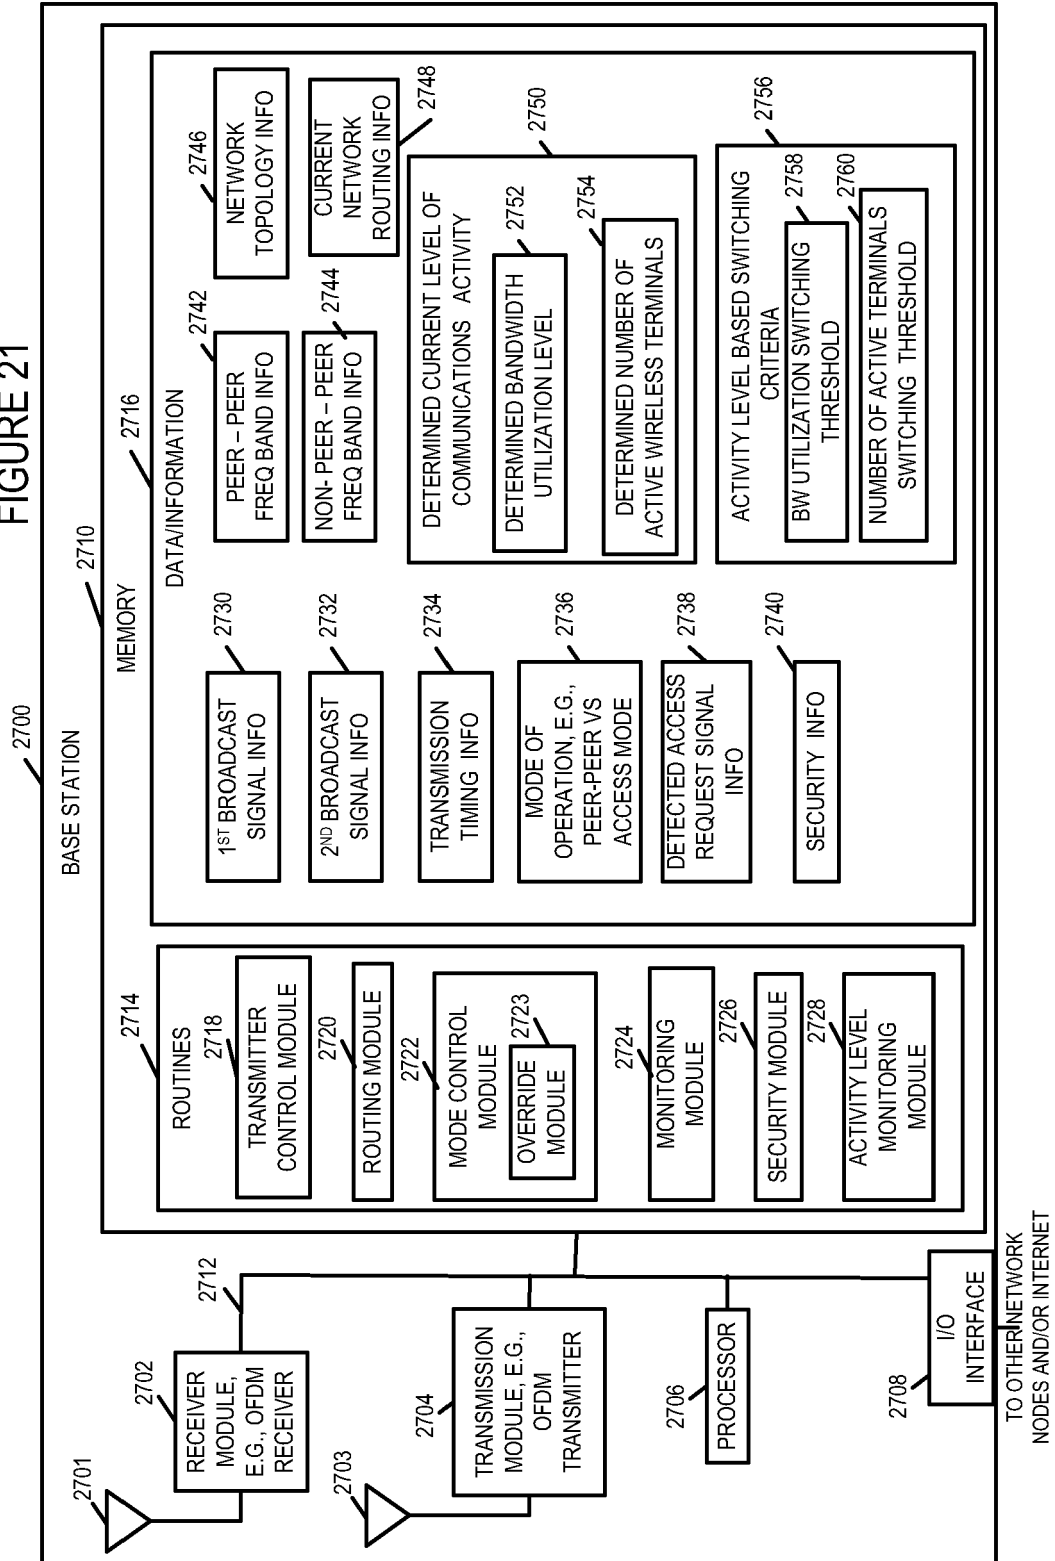 FIGURE 21
2700
BASE STATION
2701
2702
RECEIVER
MODULE,
E.G., OFDM
RECEIVER
2703
2704
TRANSMISSION
MODULE, E.G.,
OFDM
TRANSMITTER
2706
PROCESSOR
2708
I/O
INTERFACE
TO OTHER NETWORK
NODES AND/OR INTERNET
2712
2710
MEMORY
2714
ROUTINES
2718
TRANSMITTER
CONTROL MODULE
2720
ROUTING MODULE
2722
MODE CONTROL
MODULE
2723
OVERRIDE
MODULE
2724
MONITORING
MODULE
2726
SECURITY MODULE
2728
ACTIVITY LEVEL
MONITORING
MODULE
2716
DATA/INFORMATION
2730
1ST BROADCAST
SIGNAL INFO
2732
2ND BROADCAST
SIGNAL INFO
2734
TRANSMISSION
TIMING INFO
2736
MODE OF
OPERATION, E.G.,
PEER-PEER VS
ACCESS MODE
2738
DETECTED ACCESS
REQUEST SIGNAL
INFO
2740
SECURITY INFO
2742
PEER – PEER
FREQ BAND INFO
2744
NON- PEER – PEER
FREQ BAND INFO
2746
NETWORK
TOPOLOGY INFO
2748
CURRENT
NETWORK
ROUTING INFO
2750
DETERMINED CURRENT LEVEL OF
COMMUNICATIONS ACTIVITY
2752
DETERMINED BANDWIDTH
UTILIZATION LEVEL
2754
DETERMINED NUMBER OF
ACTIVE WIRELESS TERMINALS
2756
ACTIVITY LEVEL BASED SWITCHING
CRITERIA
2758
BW UTILIZATION SWITCHING
THRESHOLD
2760
NUMBER OF ACTIVE TERMINALS
SWITCHING THRESHOLD